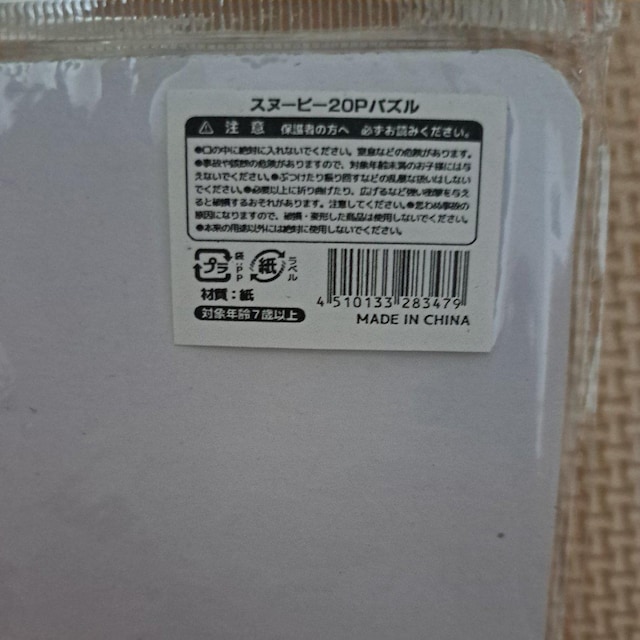 スヌーピー20Pパズル
⚠ 注意 保護者の方へ 必ずお読みください。
●口の中に絶対に入れないでください。窒息などの危険があります。
●事故や誤飲の危険がありますので、対象年齢未満のお子様には与
えないでください。●ぶつけたり振り回すなどの乱暴な扱いはしない
でください。●必要以上に折り曲げたり、広げるなど強い衝撃を与え
ると破損するおそれがあります。注意してください。●思わぬ事故の
原因になりますので、破損・変形した商品は使用しないでください。
●本来の用途以外には絶対に使用しないでください。
プラ 袋:PP 紙 ラベル
材質:紙
対象年齢7歳以上
4 510133 283479
MADE IN CHINA